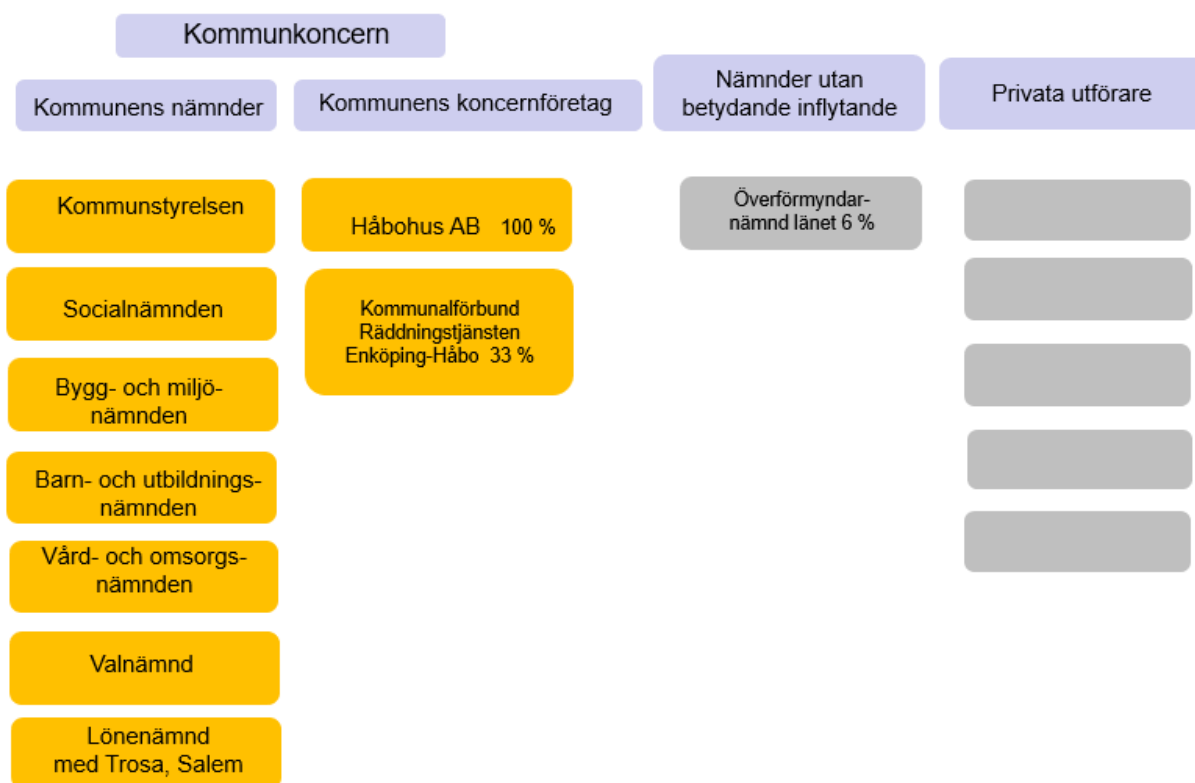 Kommunkoncern
Kommunens nämnder
Kommunens koncernföretag
Nämnder utan
betydande inflytande
Privata utförare
Kommunstyrelsen
Socialnämnden
Bygg- och miljö-
nämnden
Barn- och utbildnings-
nämnden
Vård- och omsorgs-
nämnden
Valnämnd
Lönenämnd
med Trosa, Salem
Håbohus AB 100 %
Kommunalförbund
Räddningstjänsten
Enköping-Håbo 33 %
Överförmyndar-
nämnd länet 6 %